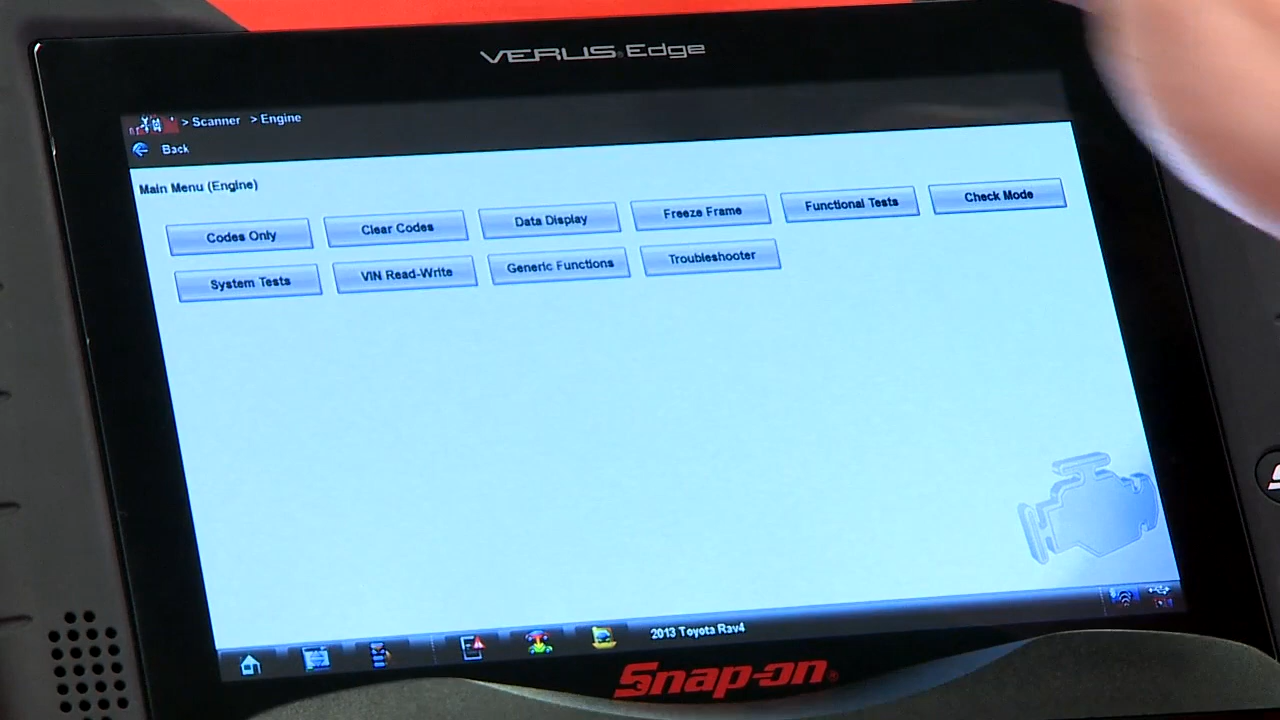 VERUS Edge
> Scanner > Engine
Back
Main Menu (Engine)
Codes Only Clear Codes Data Display Freeze Frame Functional Tests Check Mode
System Tests VIN Read-Write Generic Functions Troubleshooter
2013 Toyota Rav4
Snap-on